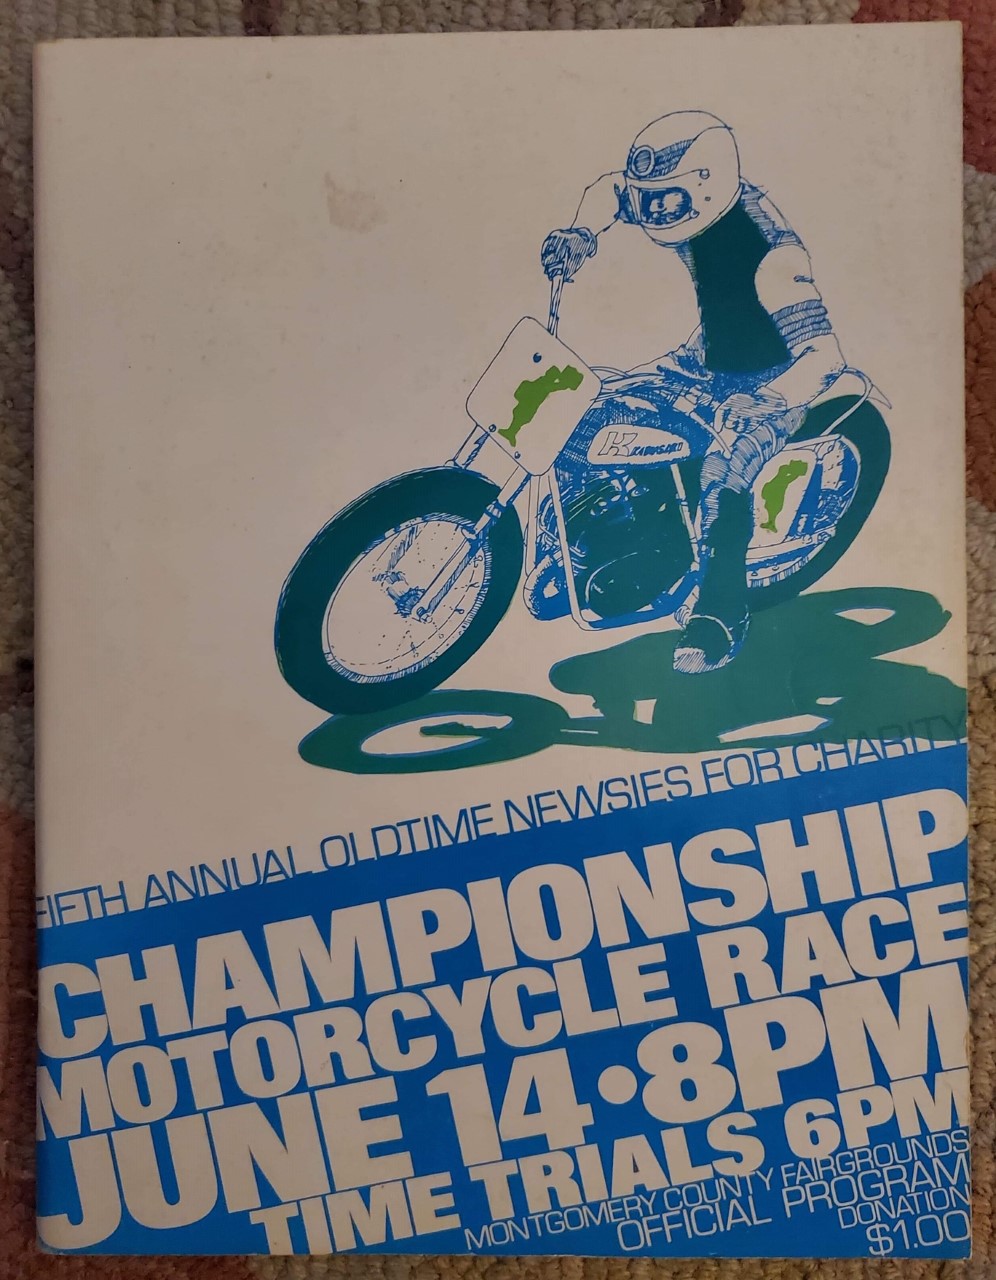 K KAWASAKI
FIFTH ANNUAL OLDTIME NEWSIES FOR CHARITY
CHAMPIONSHIP
MOTORCYCLE RACE
JUNE 14•8PM
TIME TRIALS 6PM
MONTGOMERY COUNTY FAIRGROUNDS
OFFICIAL PROGRAM
DONATION
$1.00